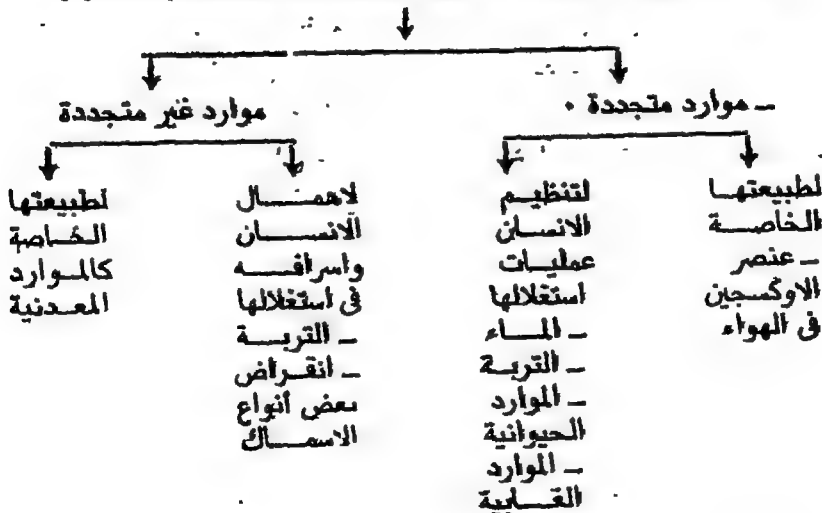 - موارد متجددة .
موارد غير متجددة
لطبيعتها
الخاصة
- عنصر
الاوكسجين
فى الهواء
لتنظيم
الانسان
عمليات
استغلالها
- الماء
- التربة
- الموارد
الحيوانية
- الموارد
الغابية
لاهمال
الانسان
واسرافه
فى استغلالها
- التربة
- انقراض
بعض أنواع
الاسماك
لطبيعتها
الخاصة
كالموارد
المعدنية